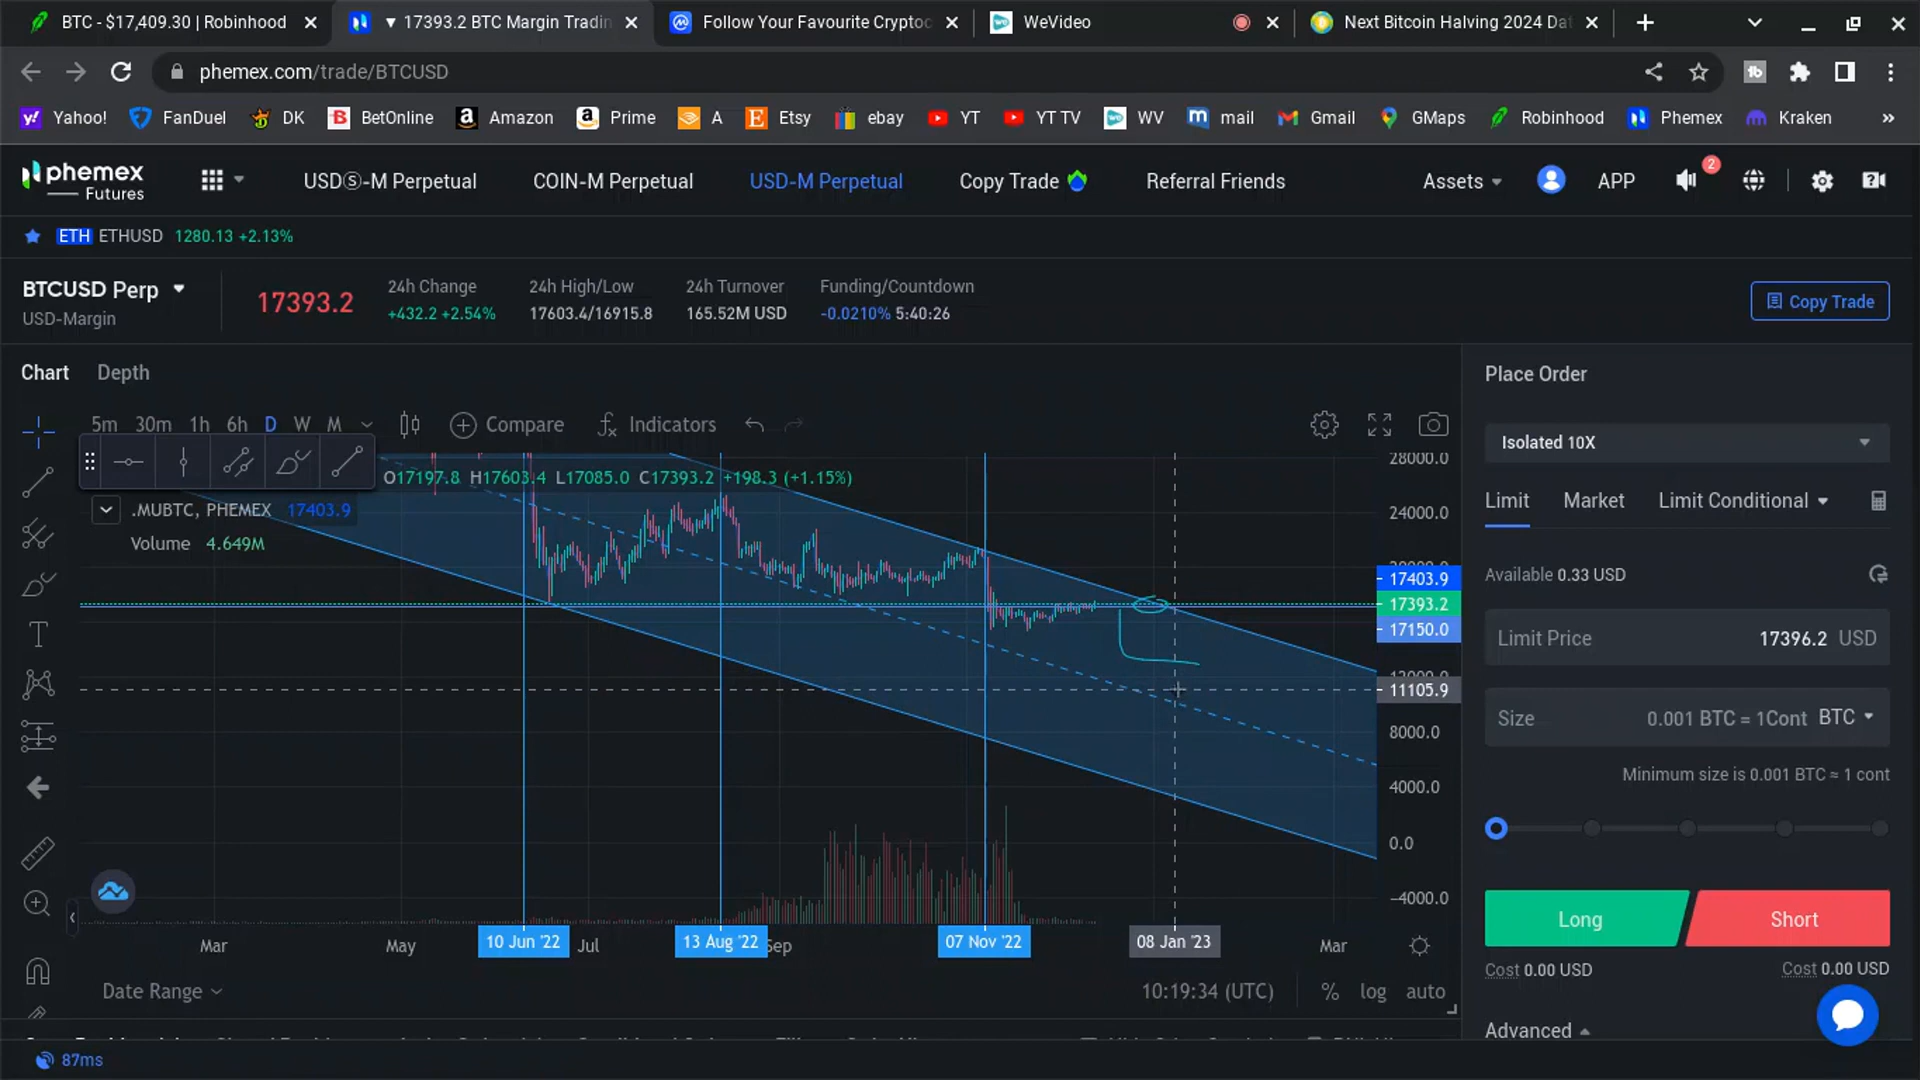 BTC - $17,409.30 | Robinhood
▼ 17393.2 BTC Margin Tradin
Follow Your Favourite Cryptoc
WeVideo
Next Bitcoin Halving 2024 Dat
phemex.com/trade/BTCUSD
Yahoo!
FanDuel
DK
BetOnline
Amazon
Prime
A
Etsy
ebay
YT
YT TV
WV
mail
Gmail
GMaps
Robinhood
Phemex
Kraken
»
phemex
Futures
USDⓈ-M Perpetual
COIN-M Perpetual
USD-M Perpetual
Copy Trade
Referral Friends
Assets
APP
2
ETH ETHUSD 1280.13 +2.13%
BTCUSD Perp
USD-Margin
17393.2
24h Change
+432.2 +2.54%
24h High/Low
17603.4/16915.8
24h Turnover
165.52M USD
Funding/Countdown
-0.0210% 5:40:26
Copy Trade
Chart
Depth
Place Order
5m 30m 1h 6h D W M
Compare
Indicators
Isolated 10X
O17197.8 H17603.4 L17085.0 C17393.2 +198.3 (+1.15%)
.MUBTC, PHEMEX 17403.9
Volume 4.649M
28000.0
24000.0
17403.9
17393.2
17150.0
11105.9
8000.0
4000.0
0.0
−4000.0
Limit
Market
Limit Conditional
Available 0.33 USD
Limit Price 17396.2 USD
Size 0.001 BTC = 1Cont BTC
Minimum size is 0.001 BTC ≈ 1 cont
Long
Short
Cost 0.00 USD
Cost 0.00 USD
Advanced
Mar
May
10 Jun '22
Jul
13 Aug '22
Sep
07 Nov '22
08 Jan '23
Mar
Date Range
10:19:34 (UTC)
% log auto
87ms